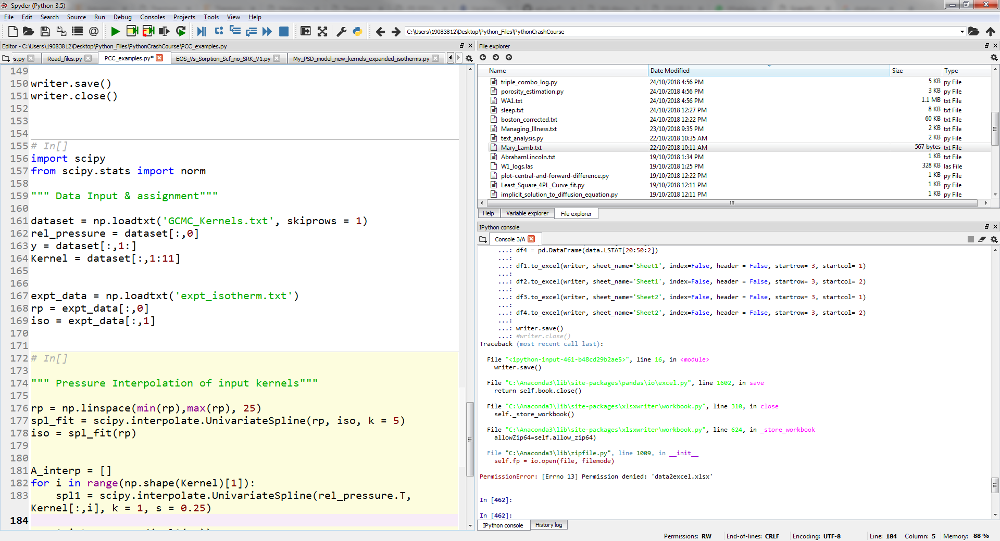 Spyder (Python 3.5)
File Edit Search Source Run Debug Consoles Projects Tools View Help
C:\Users\19083812\Desktop\Python_Files\PythonCrashCourse
Editor - C:\Users\19083812\Desktop\Python_Files\PythonCrashCourse\PCC_examples.py
is.py Read_files.py PCC_examples.py* EOS_Vs_Sorption_Scf_no_SRK_V1.py My_PSD_model_new_kernels_expanded_isotherms.py
149
150 writer.save()
151 writer.close()
152
153
154
155 # In[]
156 import scipy
157 from scipy.stats import norm
158
159 """ Data Input & assignment"""
160
161 dataset = np.loadtxt('GCMC_Kernels.txt', skiprows = 1)
162 rel_pressure = dataset[:,0]
163 y = dataset[:,1:]
164 Kernel = dataset[:,1:11]
165
166
167 expt_data = np.loadtxt('expt_isotherm.txt')
168 rp = expt_data[:,0]
169 iso = expt_data[:,1]
170
171
172 # In[]
173
174 """ Pressure Interpolation of input kernels"""
175
176 rp = np.linspace(min(rp),max(rp), 25)
177 spl_fit = scipy.interpolate.UnivariateSpline(rp, iso, k = 5)
178 iso = spl_fit(rp)
179
180
181 A_interp = []
182 for i in range(np.shape(Kernel)[1]):
183     spl1 = scipy.interpolate.UnivariateSpline(rel_pressure.T,
Kernel[:,i], k = 1, s = 0.25)
184
File explorer
Name Date Modified Size Type
triple_combo_log.py 24/10/2018 4:56 PM 5 KB py File
porosity_estimation.py 24/10/2018 4:56 PM 3 KB py File
WA1.txt 24/10/2018 4:56 PM 1.1 MB txt File
sleep.txt 24/10/2018 12:27 PM 8 KB txt File
boston_corrected.txt 24/10/2018 12:22 PM 60 KB txt File
Managing_Illness.txt 23/10/2018 9:35 PM 2 KB txt File
text_analysis.py 22/10/2018 10:35 AM 2 KB py File
Mary_Lamb.txt 22/10/2018 10:11 AM 567 bytes txt File
AbrahamLincoln.txt 19/10/2018 1:34 PM 1 KB txt File
W1_logs.las 19/10/2018 1:25 PM 328 KB las File
plot-central-and-forward-difference.py 19/10/2018 12:22 PM 1 KB py File
Least_Square_4PL_Curve_fit.py 19/10/2018 12:11 PM 1 KB py File
implicit_solution_to_diffusion_equation.py 19/10/2018 12:11 PM 1 KB py File
Help Variable explorer File explorer
IPython console
Console 3/A
...: df4 = pd.DataFrame(data.LSTAT[20:50:2])
...:
...: df1.to_excel(writer, sheet_name='Sheet1', index=False, header = False, startrow= 3, startcol= 1)
...:
...: df2.to_excel(writer, sheet_name='Sheet1', index=False, header = False, startrow= 3, startcol= 2)
...:
...: df3.to_excel(writer, sheet_name='Sheet2', index=False, header = False, startrow= 3, startcol= 1)
...:
...: df4.to_excel(writer, sheet_name='Sheet2', index=False, header = False, startrow= 3, startcol= 2)
...:
...: writer.save()
...: #writer.close()
Traceback (most recent call last):
File "<ipython-input-461-b48cd29b2ae5>", line 16, in <module>
writer.save()
File "C:\Anaconda3\lib\site-packages\pandas\io\excel.py", line 1602, in save
return self.book.close()
File "C:\Anaconda3\lib\site-packages\xlsxwriter\workbook.py", line 310, in close
self._store_workbook()
File "C:\Anaconda3\lib\site-packages\xlsxwriter\workbook.py", line 624, in _store_workbook
allowZip64=self.allow_zip64)
File "C:\Anaconda3\lib\zipfile.py", line 1009, in __init__
self.fp = io.open(file, filemode)
PermissionError: [Errno 13] Permission denied: 'data2excel.xlsx'
In [462]:
In [462]:
IPython console History log
Permissions: RW End-of-lines: CRLF Encoding: UTF-8 Line: 184 Column: 5 Memory: 88 %